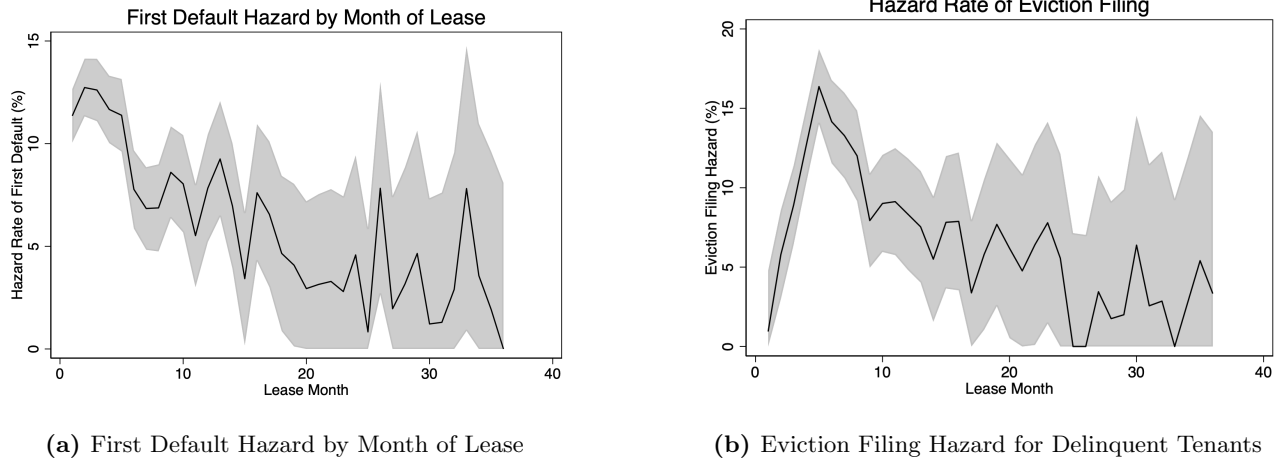 First Default Hazard by Month of Lease
Hazard Rate of First Default (%)
15
10
5
0
0 10 20 30 40
Lease Month
(a) First Default Hazard by Month of Lease
Hazard Rate of Eviction Filing
Eviction Filing Hazard (%)
20
15
10
5
0
0 10 20 30 40
Lease Month
(b) Eviction Filing Hazard for Delinquent Tenants